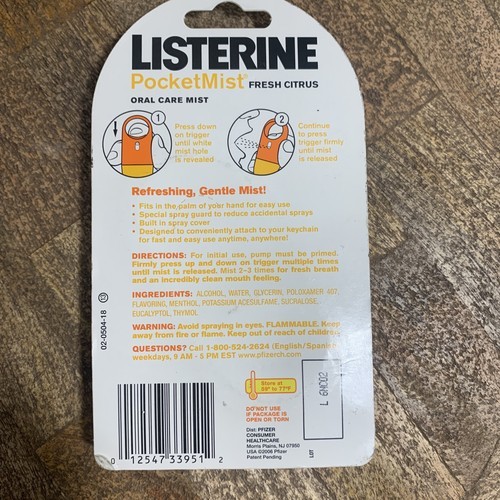 LISTERINE
PocketMist® FRESH CITRUS
ORAL CARE MIST
1
Press down
on trigger
until white
mist hole
is revealed
2
Continue
to press
trigger firmly
until mist
is released
Refreshing, Gentle Mist!
• Fits in the palm of your hand for easy use
• Special spray guard to reduce accidental sprays
• Built in spray cover
• Designed to conveniently attach to your keychain
for fast and easy use anytime, anywhere!
DIRECTIONS: For initial use, pump must be primed.
Firmly press up and down on trigger multiple times
until mist is released. Mist 2-3 times for fresh breath
and an incredibly clean mouth feeling.
INGREDIENTS: ALCOHOL, WATER, GLYCERIN, POLOXAMER 407,
FLAVORING, MENTHOL, POTASSIUM ACESULFAME, SUCRALOSE,
EUCALYPTOL, THYMOL
WARNING: Avoid spraying in eyes. FLAMMABLE. Keep
away from fire or flame. Keep out of reach of children.
QUESTIONS? Call 1-800-524-2624 (English/Spanish)
weekdays, 9 AM - 5 PM EST www.pfizerch.com
02-0504-18 13
Store at
59° to 77°F
DO NOT USE
IF PACKAGE IS
OPEN OR TORN
Dist: PFIZER
CONSUMER
HEALTHCARE
Morris Plains, NJ 07950
USA ©2006 Pfizer
Patent Pending
LOT
0 12547 33951 2